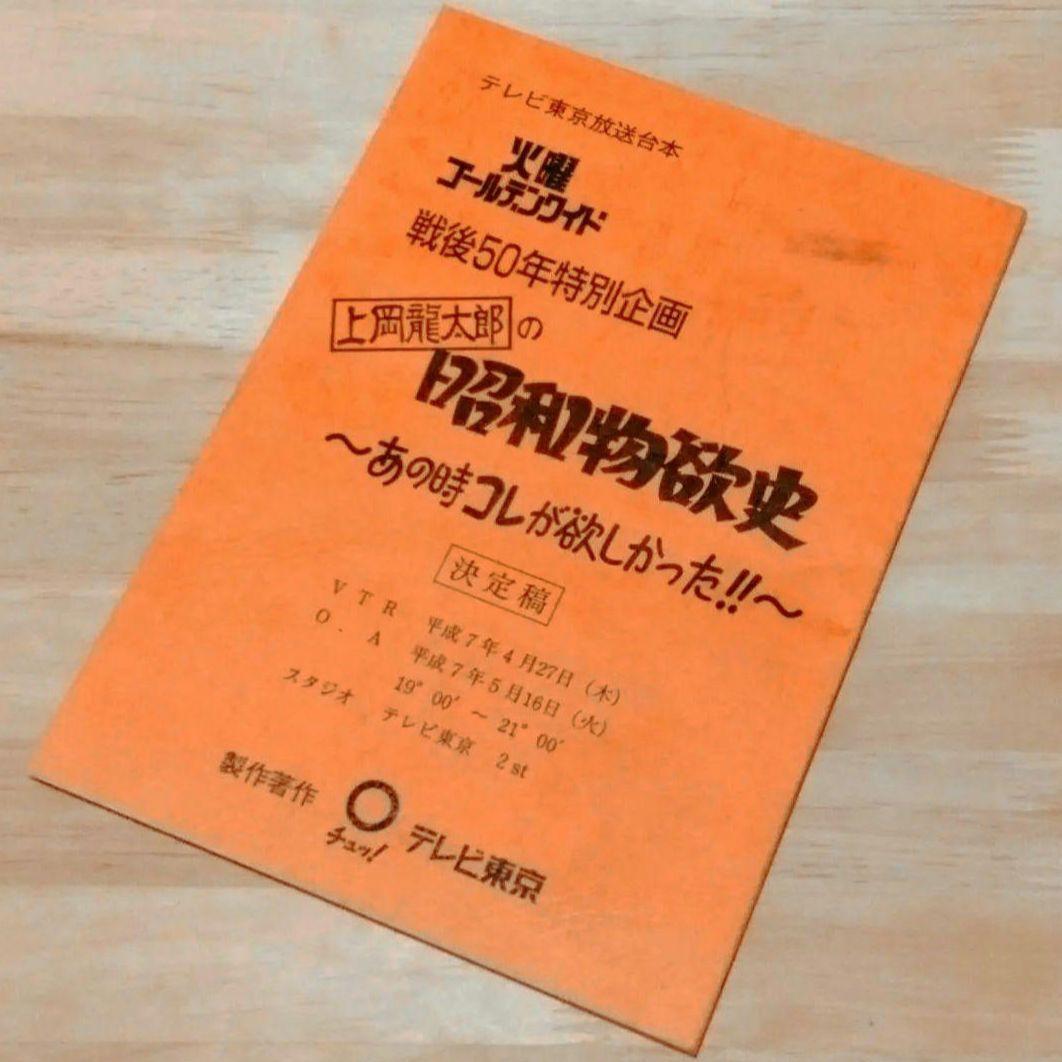 テレビ東京放送台本
火曜
ゴールデンワイド
戦後50年特別企画
上岡龍太郎の
昭和物欲史
～あの時コレが欲しかった!!～
決定稿
VTR 平成7年4月27日（木）
O.A 平成7年5月16日（火）
19°00′～21°00′
スタジオ テレビ東京 2st
製作著作 テレビ東京
チュッ!